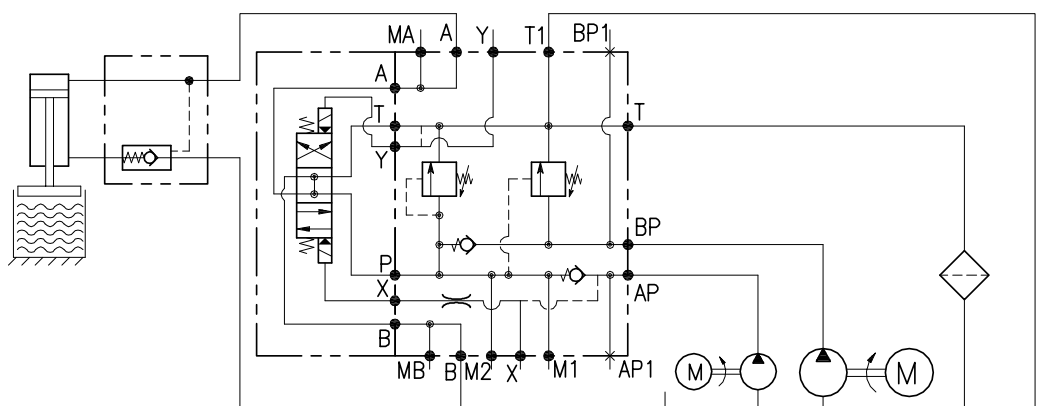 MA A Y T1 BP1
A
T T
Y
BP
P
X AP
B
MB B M2 X M1 AP1
M M